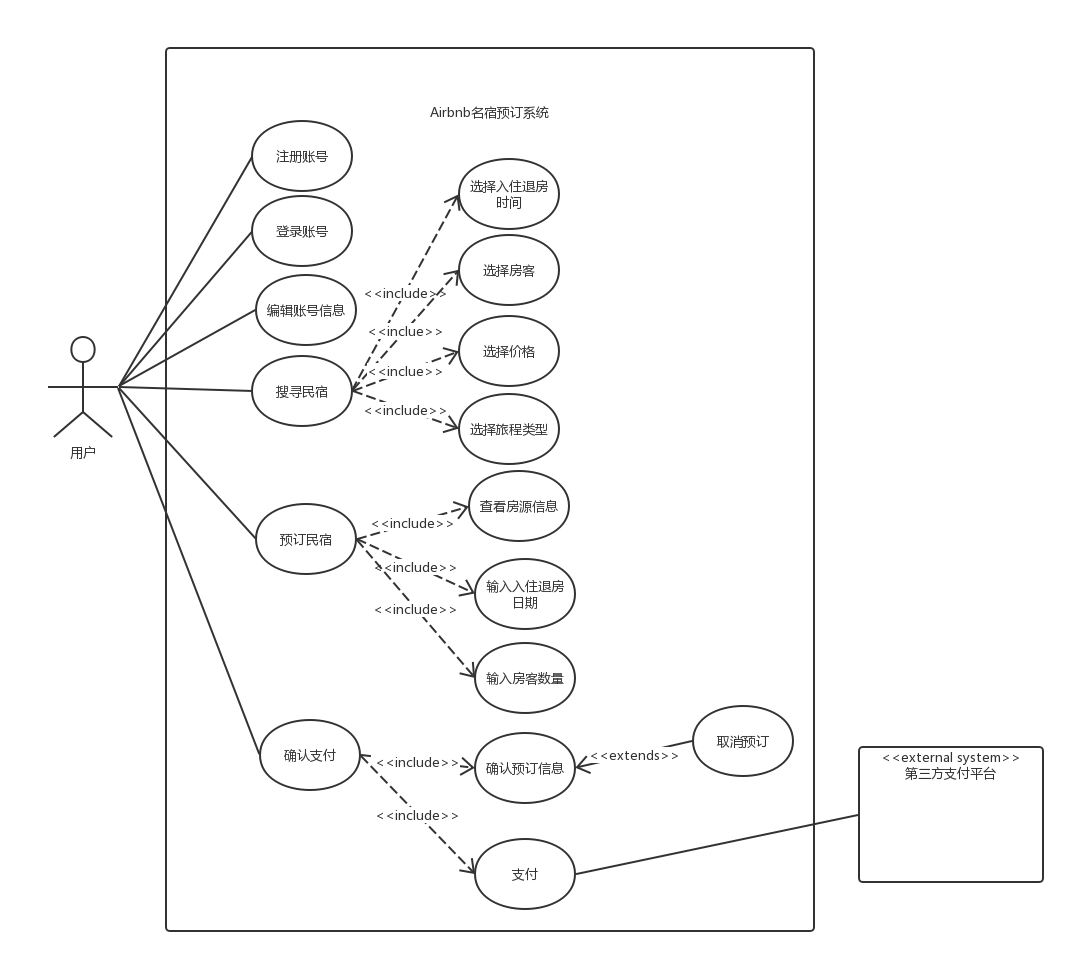 Airbnb名宿预订系统
注册账号
选择入住退房
时间
登录账号
选择房客
<<include>>
编辑账号信息
<<inclue>>
选择价格
<<inclue>>
搜寻民宿
<<include>>
选择旅程类型
用户
查看房源信息
<<include>>
预订民宿
<<include>>
输入入住退房
日期
<<include>>
输入房客数量
取消预订
确认支付
<<include>>
确认预订信息
<<extends>>
<<external system>>
第三方支付平台
<<include>>
支付